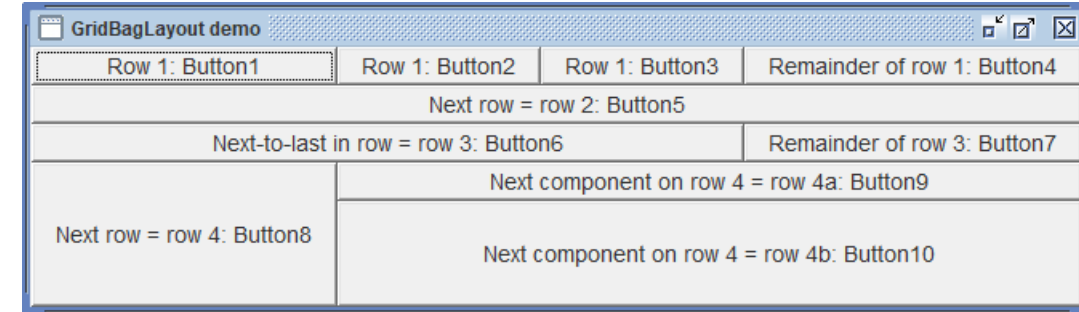 GridBagLayout demo
Row 1: Button1 Row 1: Button2 Row 1: Button3 Remainder of row 1: Button4
Next row = row 2: Button5
Next-to-last in row = row 3: Button6 Remainder of row 3: Button7
Next component on row 4 = row 4a: Button9
Next row = row 4: Button8
Next component on row 4 = row 4b: Button10